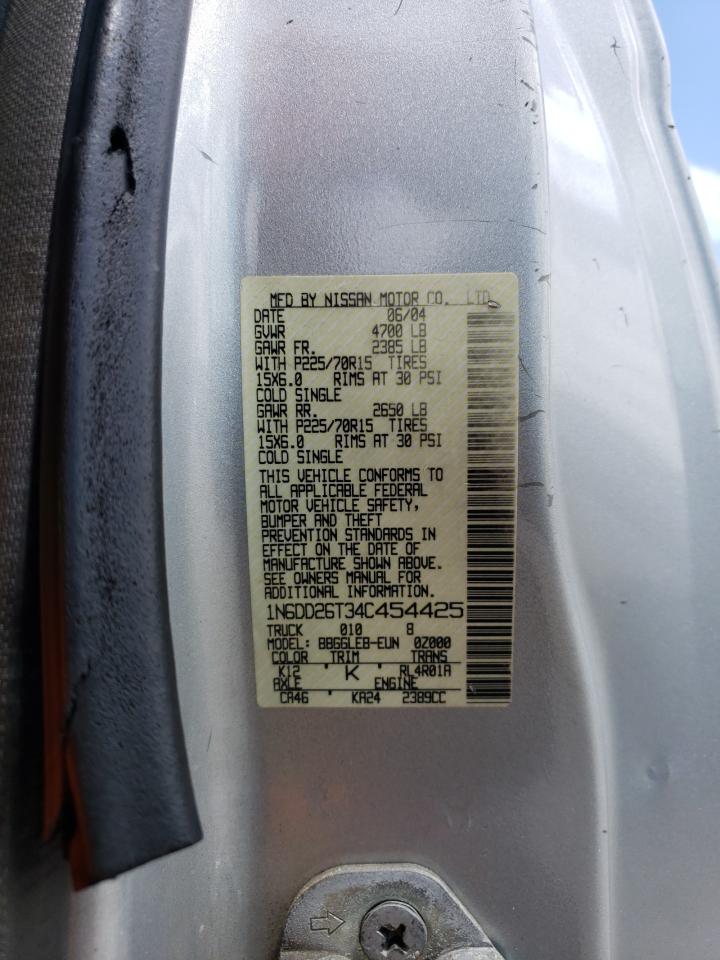 MFD BY NISSAN MOTOR CO., LTD.
DATE 06/04
GVWR 4700 LB
GAWR FR. 2385 LB
WITH P225/70R15 TIRES
15X6.0 RIMS AT 30 PSI
COLD SINGLE
GAWR RR. 2650 LB
WITH P225/70R15 TIRES
15X6.0 RIMS AT 30 PSI
COLD SINGLE
THIS VEHICLE CONFORMS TO
ALL APPLICABLE FEDERAL
MOTOR VEHICLE SAFETY,
BUMPER AND THEFT
PREVENTION STANDARDS IN
EFFECT ON THE DATE OF
MANUFACTURE SHOWN ABOVE.
SEE OWNERS MANUAL FOR
ADDITIONAL INFORMATION.
1N6DD26T34C454425
TRUCK 010 8
MODEL: BBGGLEB-EUN 0Z000
COLOR TRIM TRANS
K12 K RL4R01A
AXLE ENGINE
CA46 KA24 2389CC